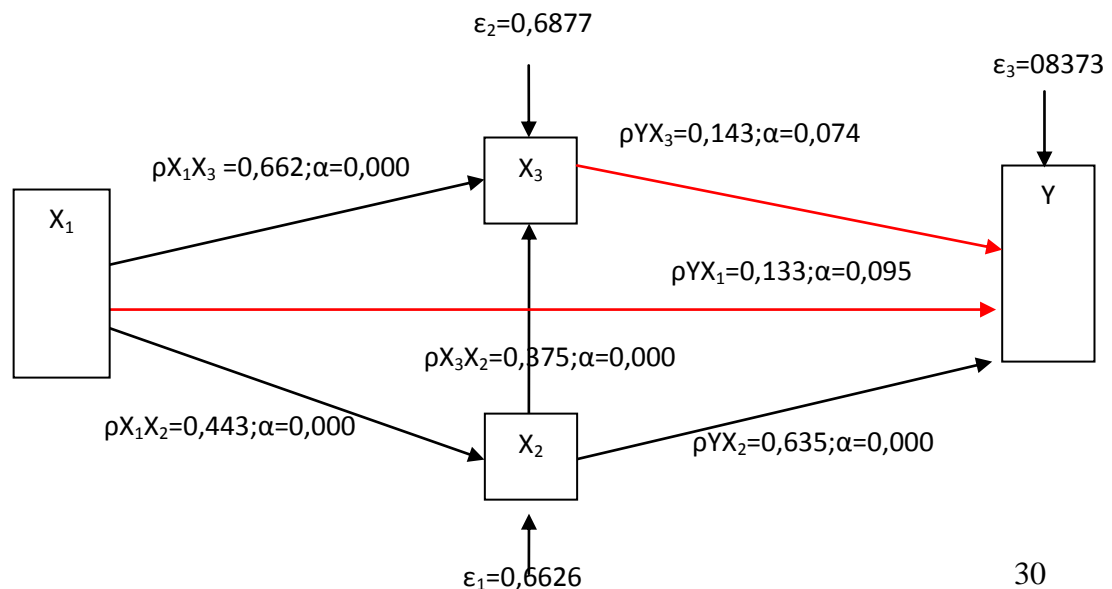 ε₂=0,6877
ε₃=08373
ρYX₃=0,143;α=0,074
ρX₁X₃ =0,662;α=0,000
X₃
Y
X₁
ρYX₁=0,133;α=0,095
ρX₃X₂=0,375;α=0,000
ρX₁X₂=0,443;α=0,000
X₂
ρYX₂=0,635;α=0,000
ε₁=0,6626
30